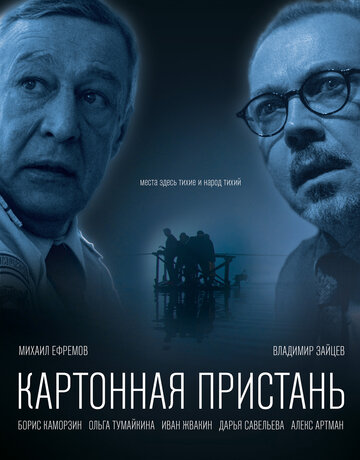 места здесь тихие и народ тихий
МИХАИЛ ЕФРЕМОВ ВЛАДИМИР ЗАЙЦЕВ
КАРТОННАЯ ПРИСТАНЬ
БОРИС КАМОРЗИН ОЛЬГА ТУМАЙКИНА ИВАН ЖВАКИН ДАРЬЯ САВЕЛЬЕВА АЛЕКС АРТМАН